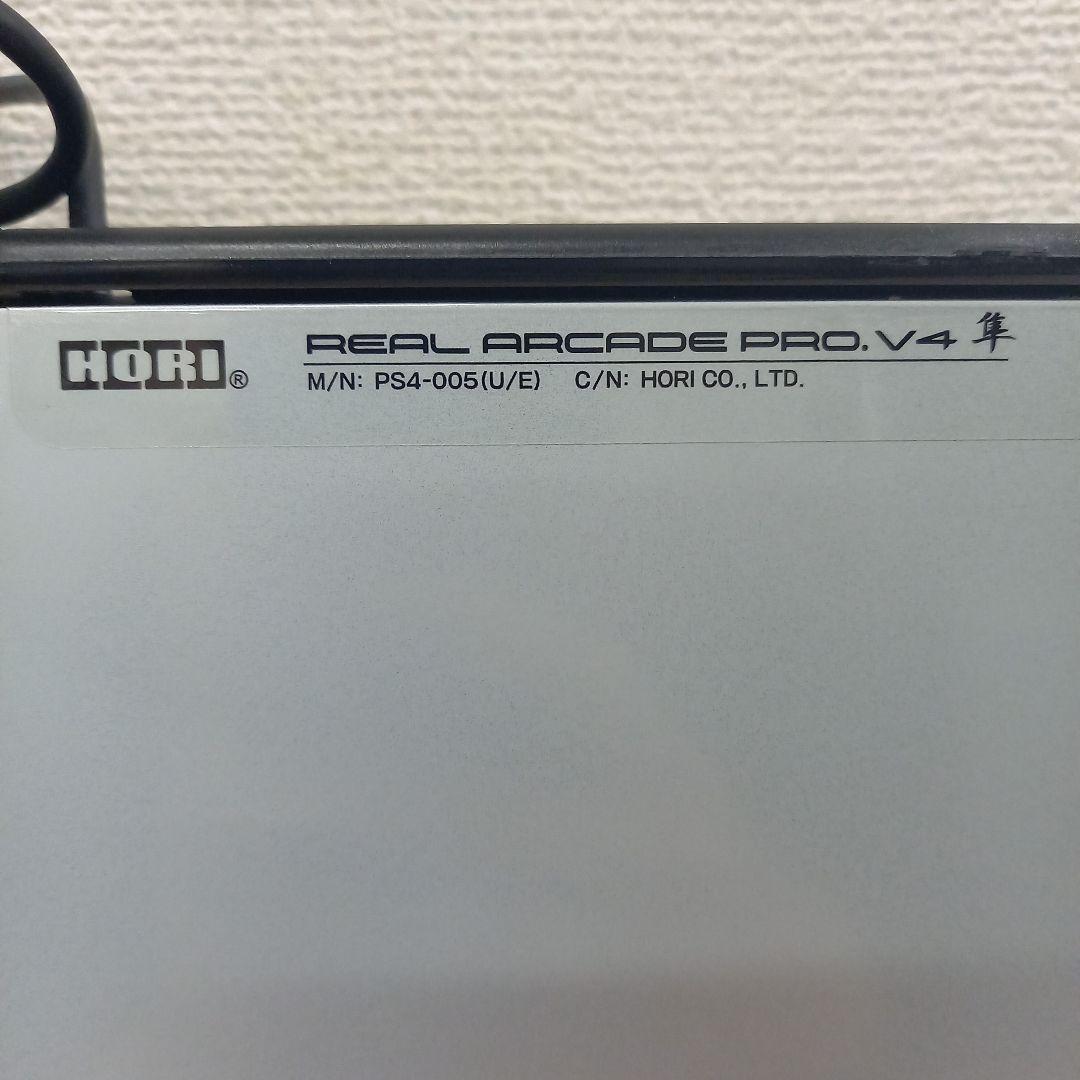 HORI®
REAL ARCADE PRO.V4 隼
M/N: PS4-005(U/E) C/N: HORI CO., LTD.